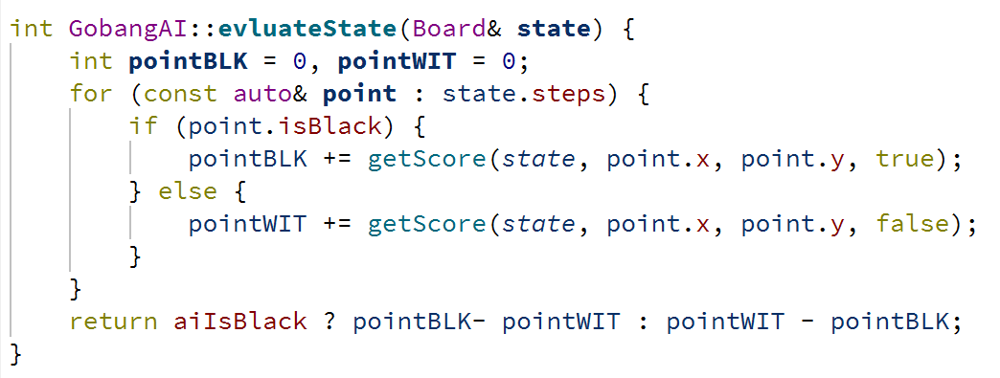 int GobangAI::evluateState(Board& state) {
    int pointBLK = 0, pointWIT = 0;
    for (const auto& point : state.steps) {
        if (point.isBlack) {
            pointBLK += getScore(state, point.x, point.y, true);
        } else {
            pointWIT += getScore(state, point.x, point.y, false);
        }
    }
    return aiIsBlack ? pointBLK- pointWIT : pointWIT - pointBLK;
}